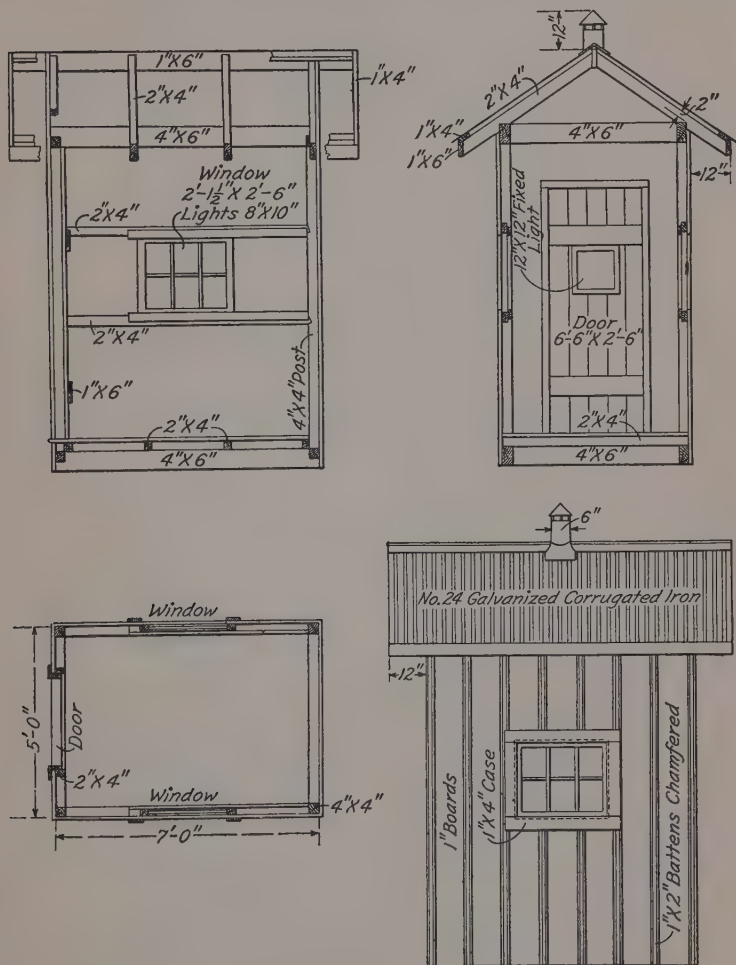 1"X6"
1"X4"
2"X4"
4"X6"
Window
2'-1½" X 2'-6"
Lights 8"X10"
2"X4"
2"X4"
1"X6"
4"X4" Post
2"X4"
4"X6"
12"
2"X4"
2"
1"X4"
4"X6"
1"X6"
12"
12"X12" Fixed
Light
Door
6'-6"X2'-6"
2"X4"
4"X6"
Window
5'-0"
Door
2"X4"
Window
4"X4"
7'-0"
6"
No.24 Galvanized Corrugated Iron
12"
1" Boards
1"X4" Case
1"X2" Battens Chamfered